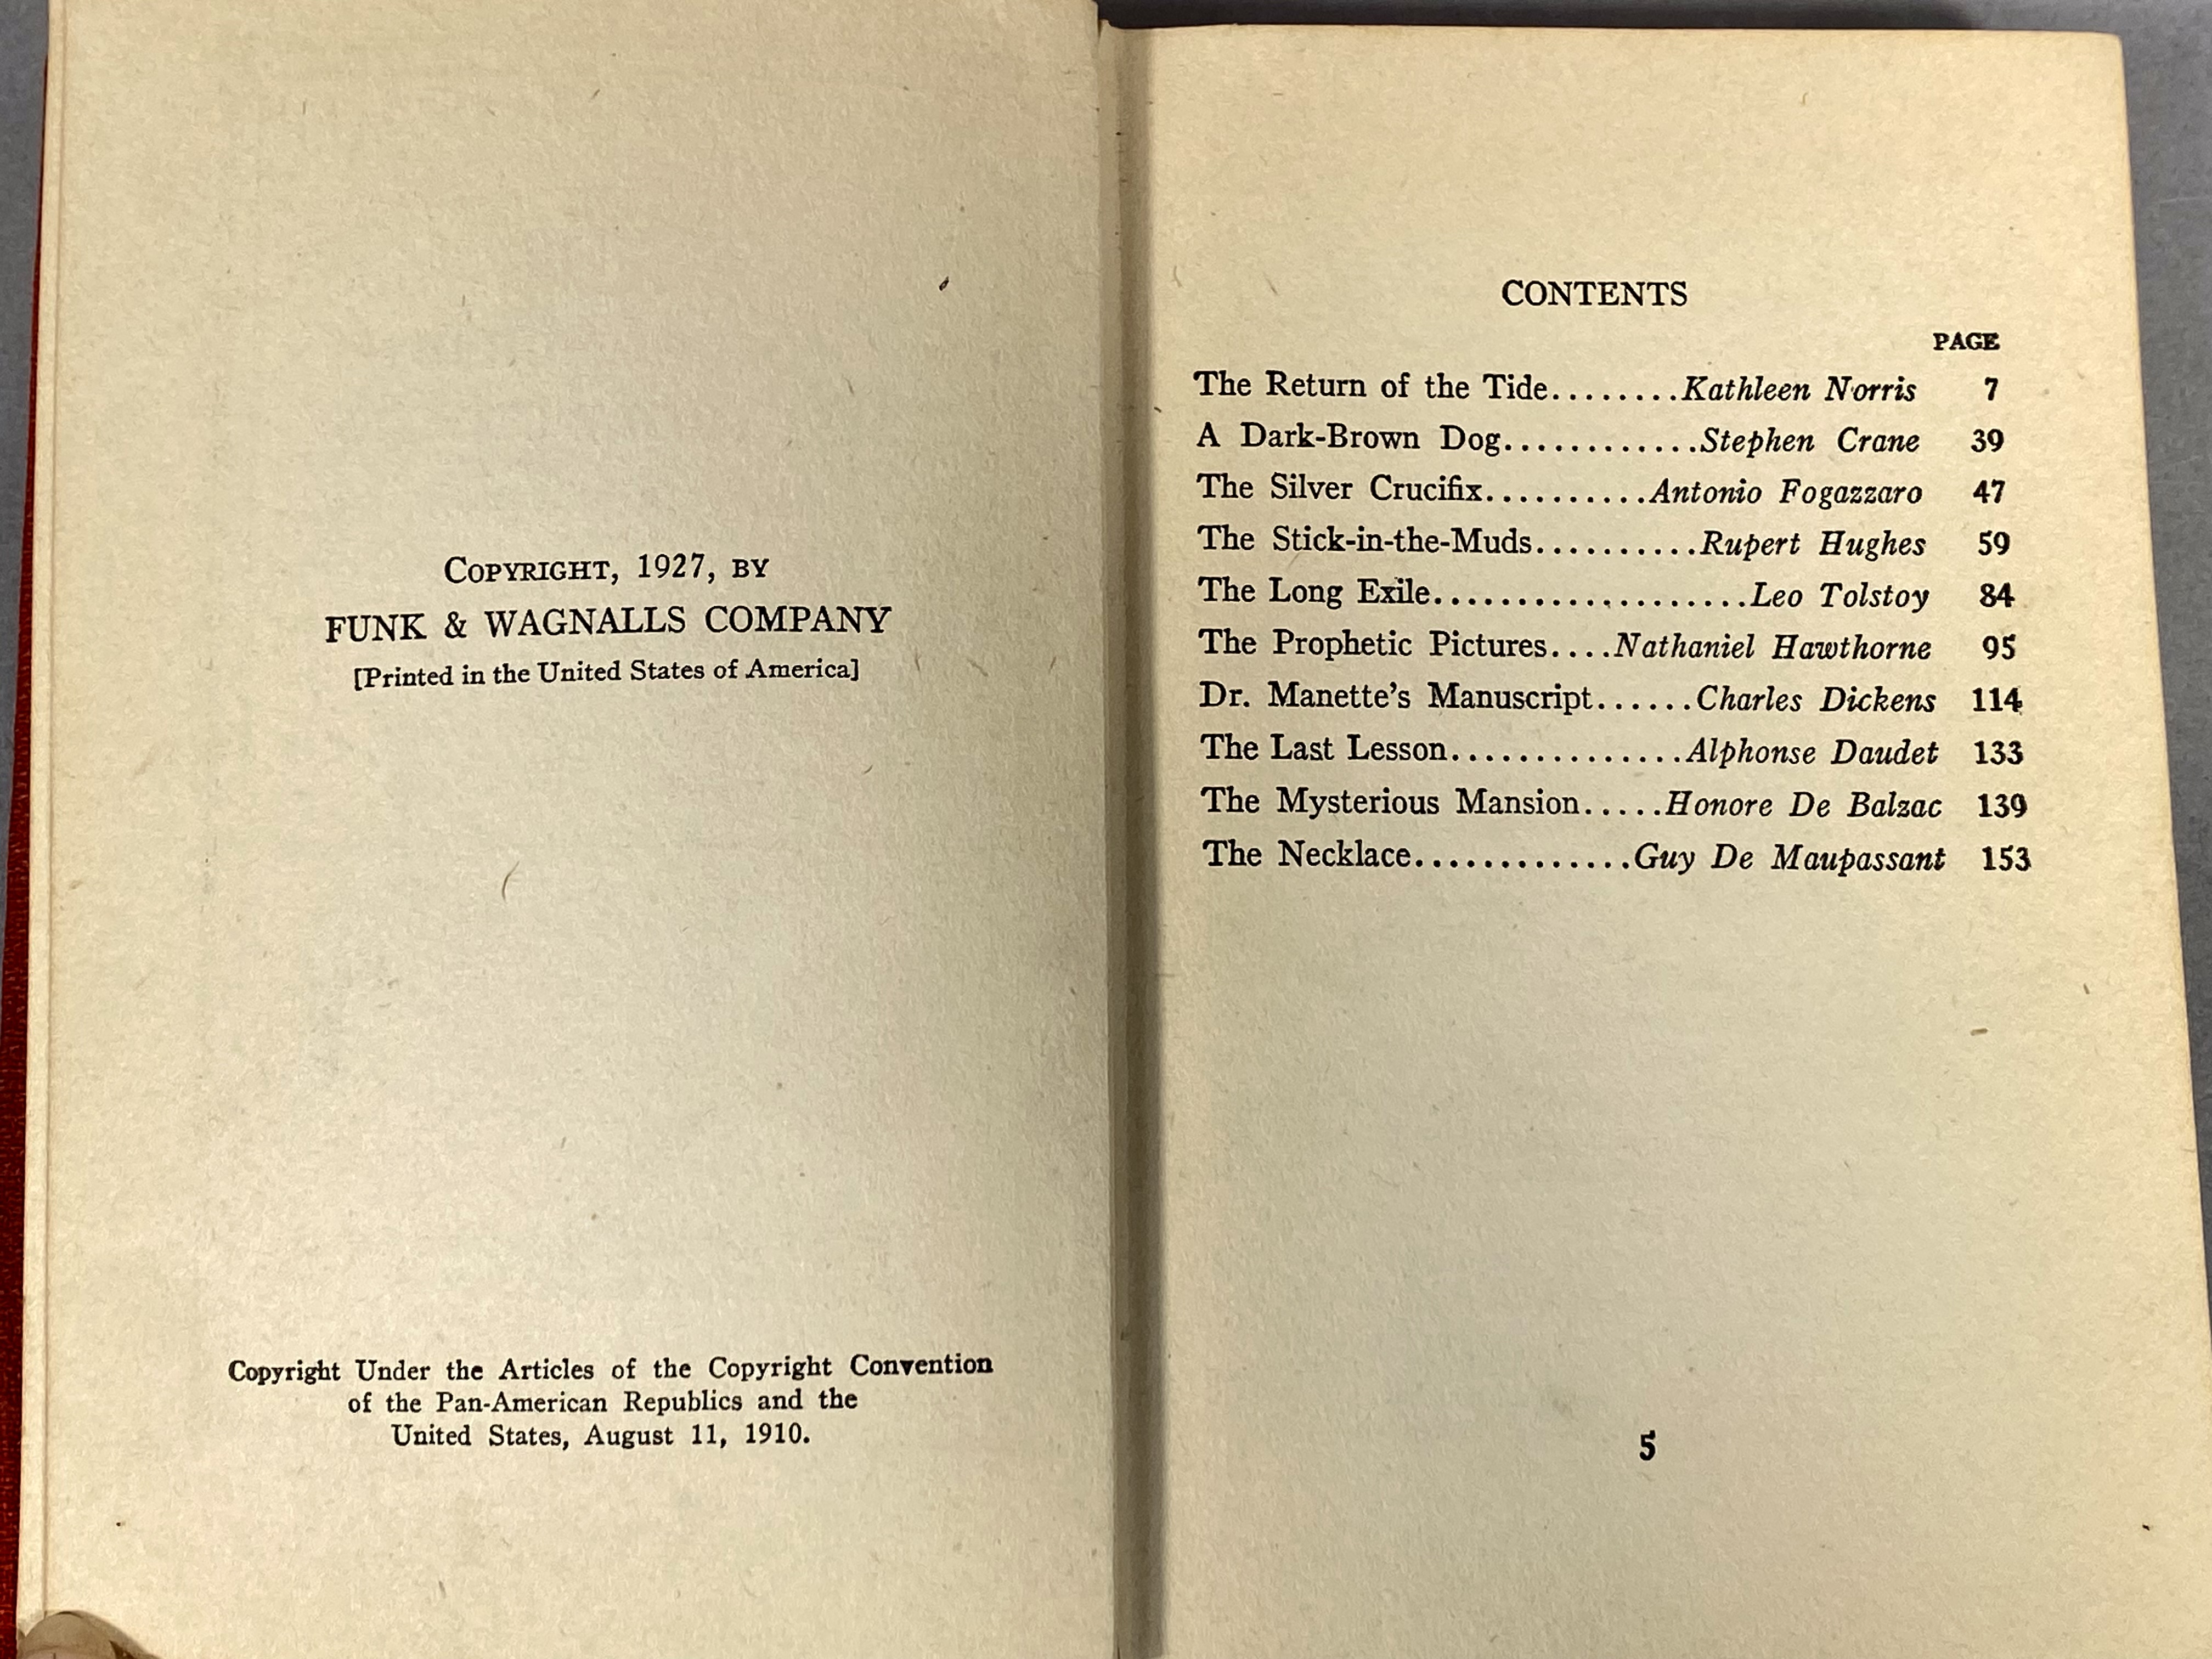 COPYRIGHT, 1927, BY
FUNK & WAGNALLS COMPANY
[Printed in the United States of America]
Copyright Under the Articles of the Copyright Convention
of the Pan-American Republics and the
United States, August 11, 1910.
CONTENTS
PAGE
The Return of the Tide........Kathleen Norris 7
A Dark-Brown Dog............Stephen Crane 39
The Silver Crucifix..........Antonio Fogazzaro 47
The Stick-in-the-Muds..........Rupert Hughes 59
The Long Exile...................Leo Tolstoy 84
The Prophetic Pictures....Nathaniel Hawthorne 95
Dr. Manette's Manuscript......Charles Dickens 114
The Last Lesson..............Alphonse Daudet 133
The Mysterious Mansion.....Honore De Balzac 139
The Necklace.............Guy De Maupassant 153
5